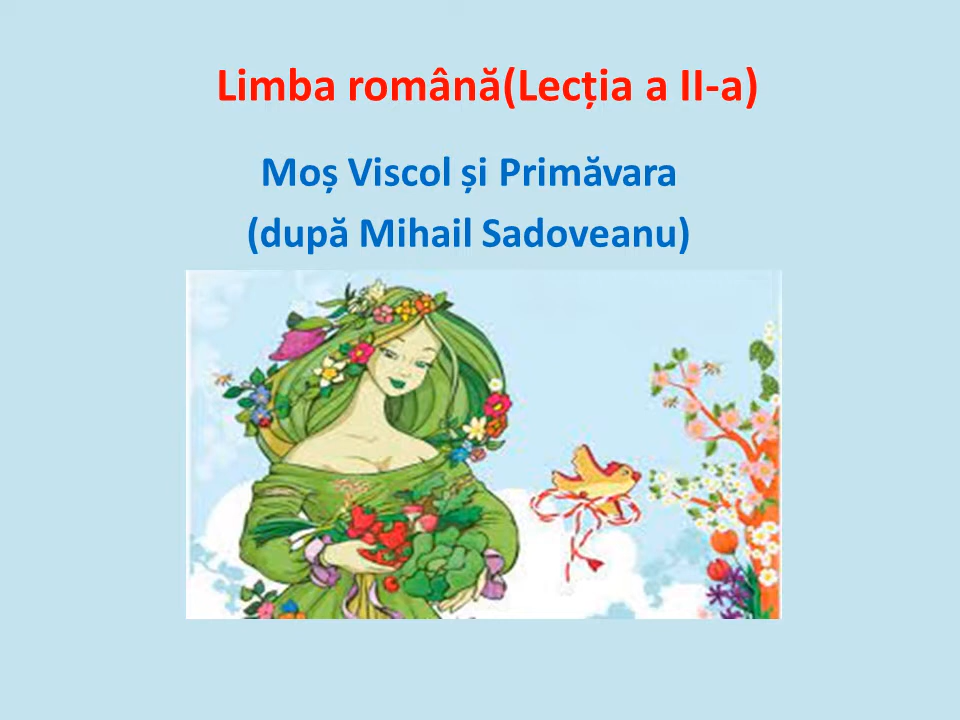 Limba română(Lecția a II-a)
Moș Viscol și Primăvara
(după Mihail Sadoveanu)